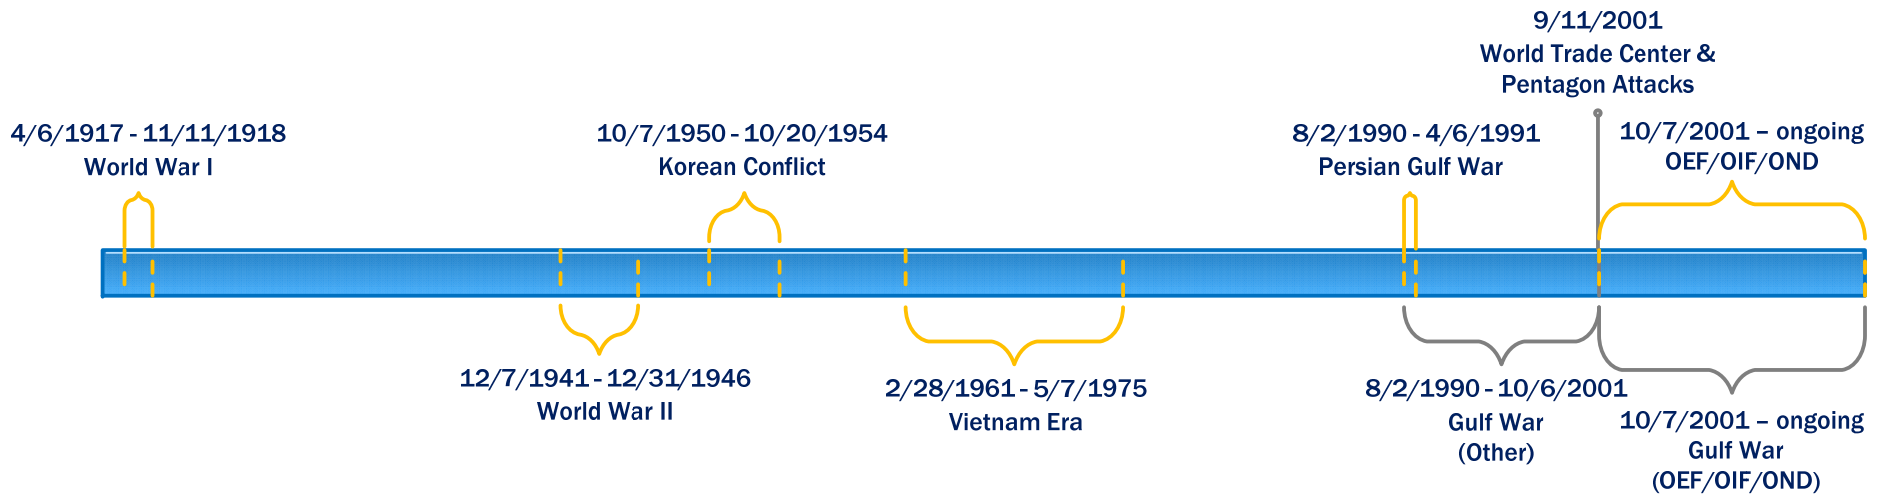 9/11/2001
World Trade Center &
Pentagon Attacks
4/6/1917 - 11/11/1918
World War I
10/7/1950 - 10/20/1954
Korean Conflict
8/2/1990 - 4/6/1991
Persian Gulf War
10/7/2001 – ongoing
OEF/OIF/OND
12/7/1941 - 12/31/1946
World War II
2/28/1961 - 5/7/1975
Vietnam Era
8/2/1990 - 10/6/2001
Gulf War
(Other)
10/7/2001 – ongoing
Gulf War
(OEF/OIF/OND)